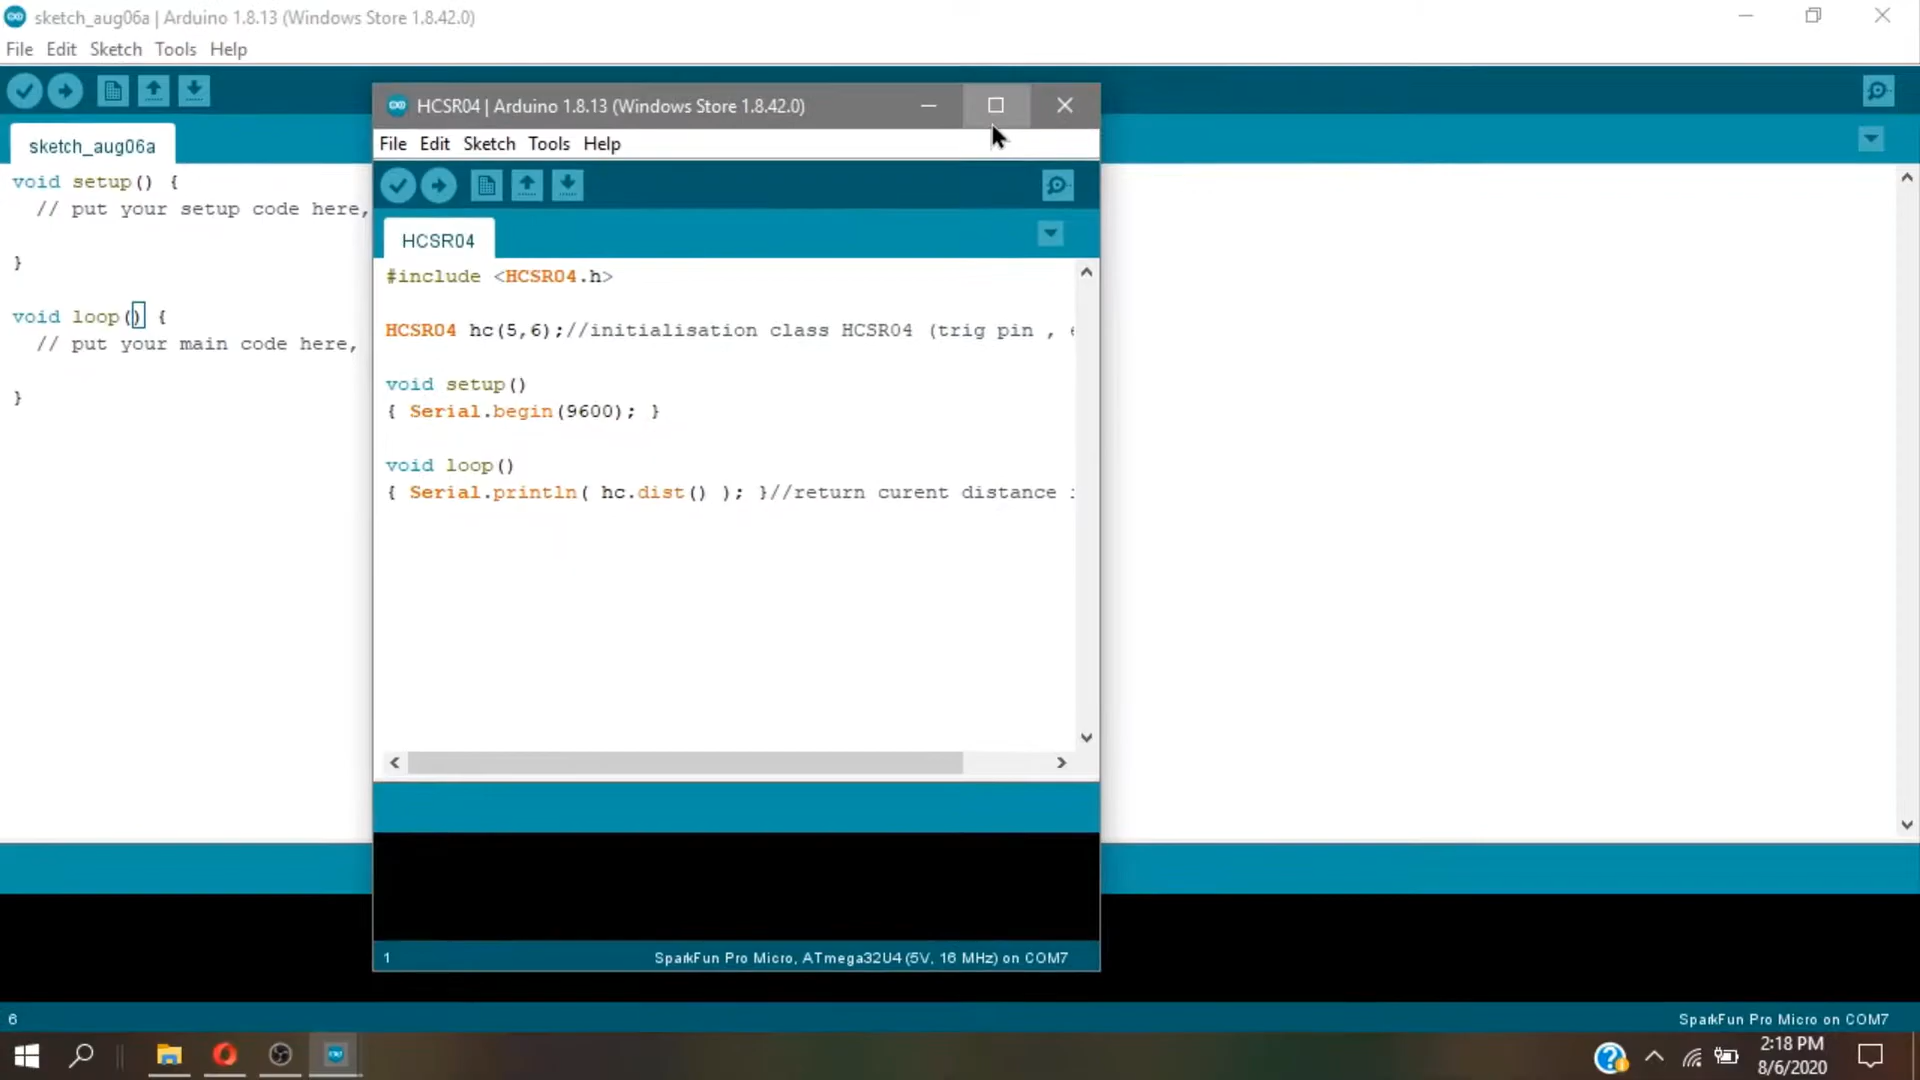 sketch_aug06a | Arduino 1.8.13 (Windows Store 1.8.42.0)
File Edit Sketch Tools Help
sketch_aug06a
void setup() {
// put your setup code here,
}
void loop() {
// put your main code here,
}
HCSR04 | Arduino 1.8.13 (Windows Store 1.8.42.0)
File Edit Sketch Tools Help
HCSR04
#include <HCSR04.h>
HCSR04 hc(5,6);//initialisation class HCSR04 (trig pin ,
void setup()
{ Serial.begin(9600); }
void loop()
{ Serial.println( hc.dist() ); }//return curent distance
1
SparkFun Pro Micro, ATmega32U4 (5V, 16 MHz) on COM7
6
SparkFun Pro Micro on COM7
2:18 PM
8/6/2020